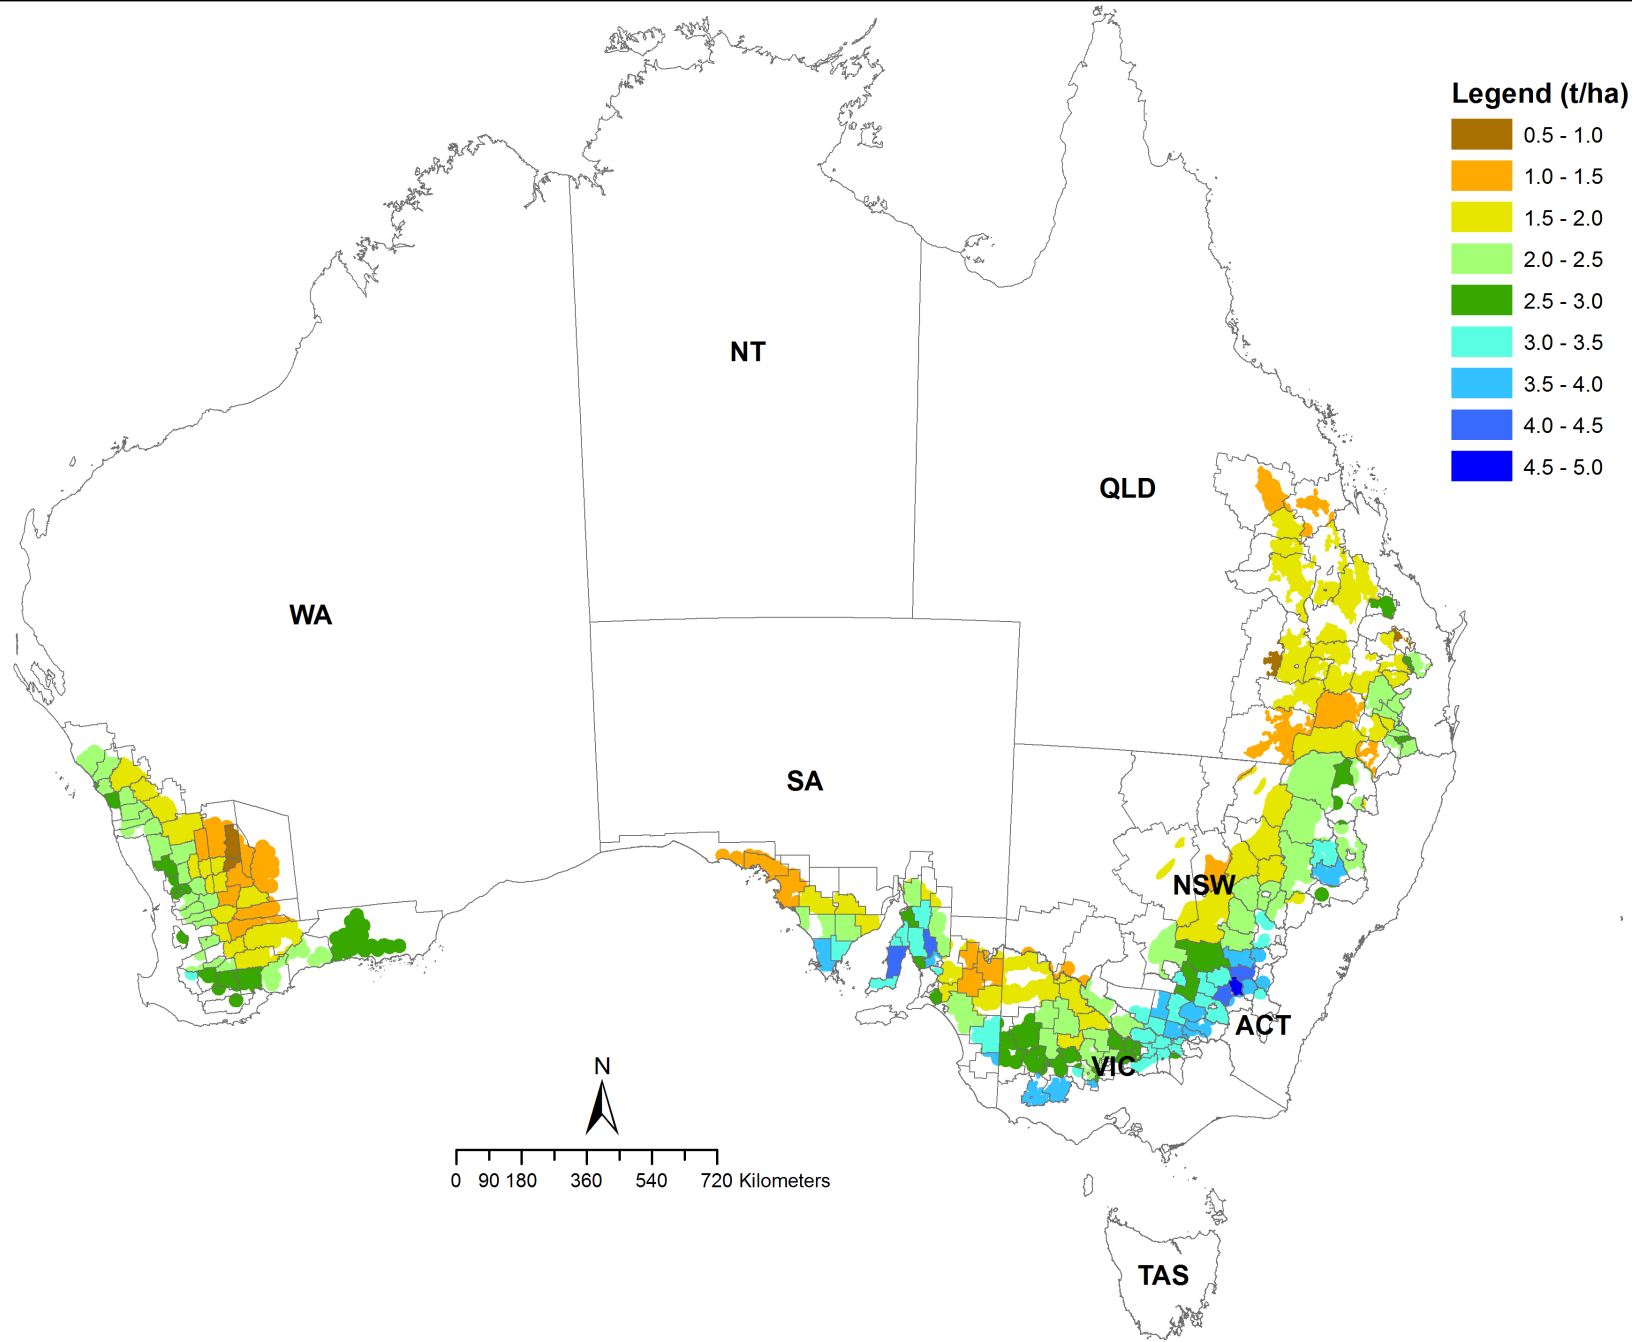 Legend (t/ha)
0.5 - 1.0
1.0 - 1.5
1.5 - 2.0
2.0 - 2.5
2.5 - 3.0
3.0 - 3.5
3.5 - 4.0
4.0 - 4.5
4.5 - 5.0
NT
QLD
WA
SA
NSW
ACT
VIC
N
0 90 180 360 540 720 Kilometers
TAS